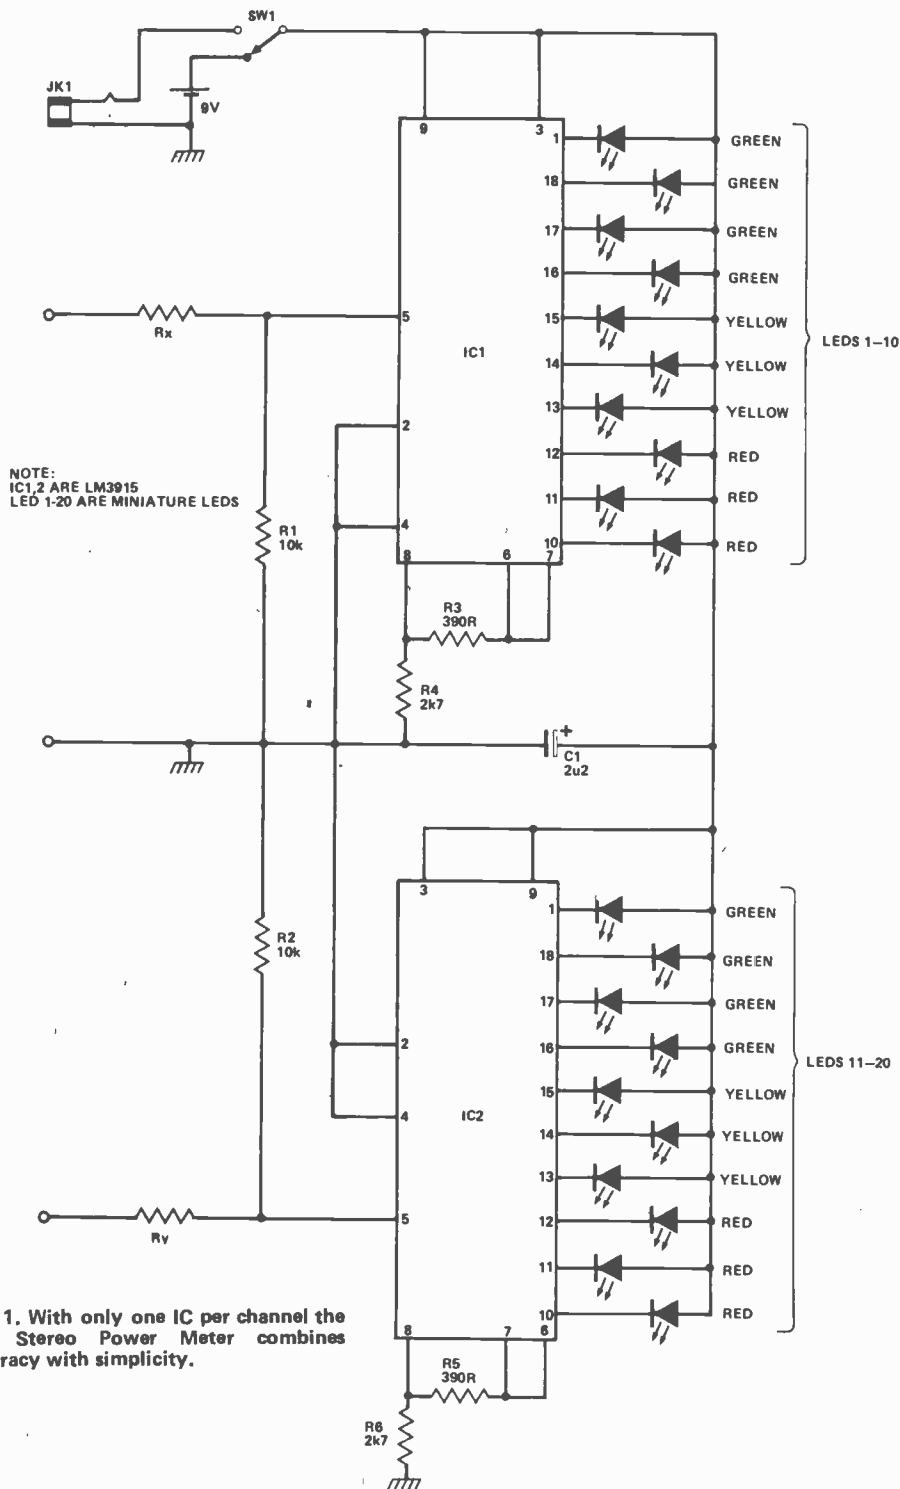 SW1
JK1
9V
9
3
1
GREEN
18
GREEN
17
GREEN
16
GREEN
5
Rx
15
YELLOW
IC1
LEDS 1–10
14
YELLOW
13
YELLOW
2
12
RED
NOTE:
IC1,2 ARE LM3915
LED 1-20 ARE MINIATURE LEDS
11
RED
4
R1
10k
10
RED
8
6
7
R3
390R
R4
2k7
+
C1
2u2
3
9
1
GREEN
R2
10k
18
GREEN
17
GREEN
2
16
GREEN
LEDS 11–20
15
YELLOW
4
IC2
14
YELLOW
13
YELLOW
5
Ry
12
RED
11
RED
10
RED
1. With only one IC per channel the
Stereo Power Meter combines
racy with simplicity.
8
7
6
R5
390R
R6
2k7